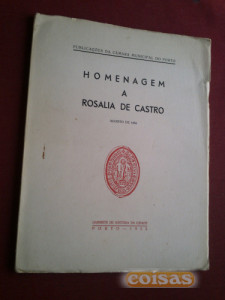 PUBLICAÇÕES DA CÂMARA MUNICIPAL DO PORTO
HOMENAGEM
A
ROSALIA DE CASTRO
GABINETE DE HISTÓRIA DA CIDADE
PORTO
coisas